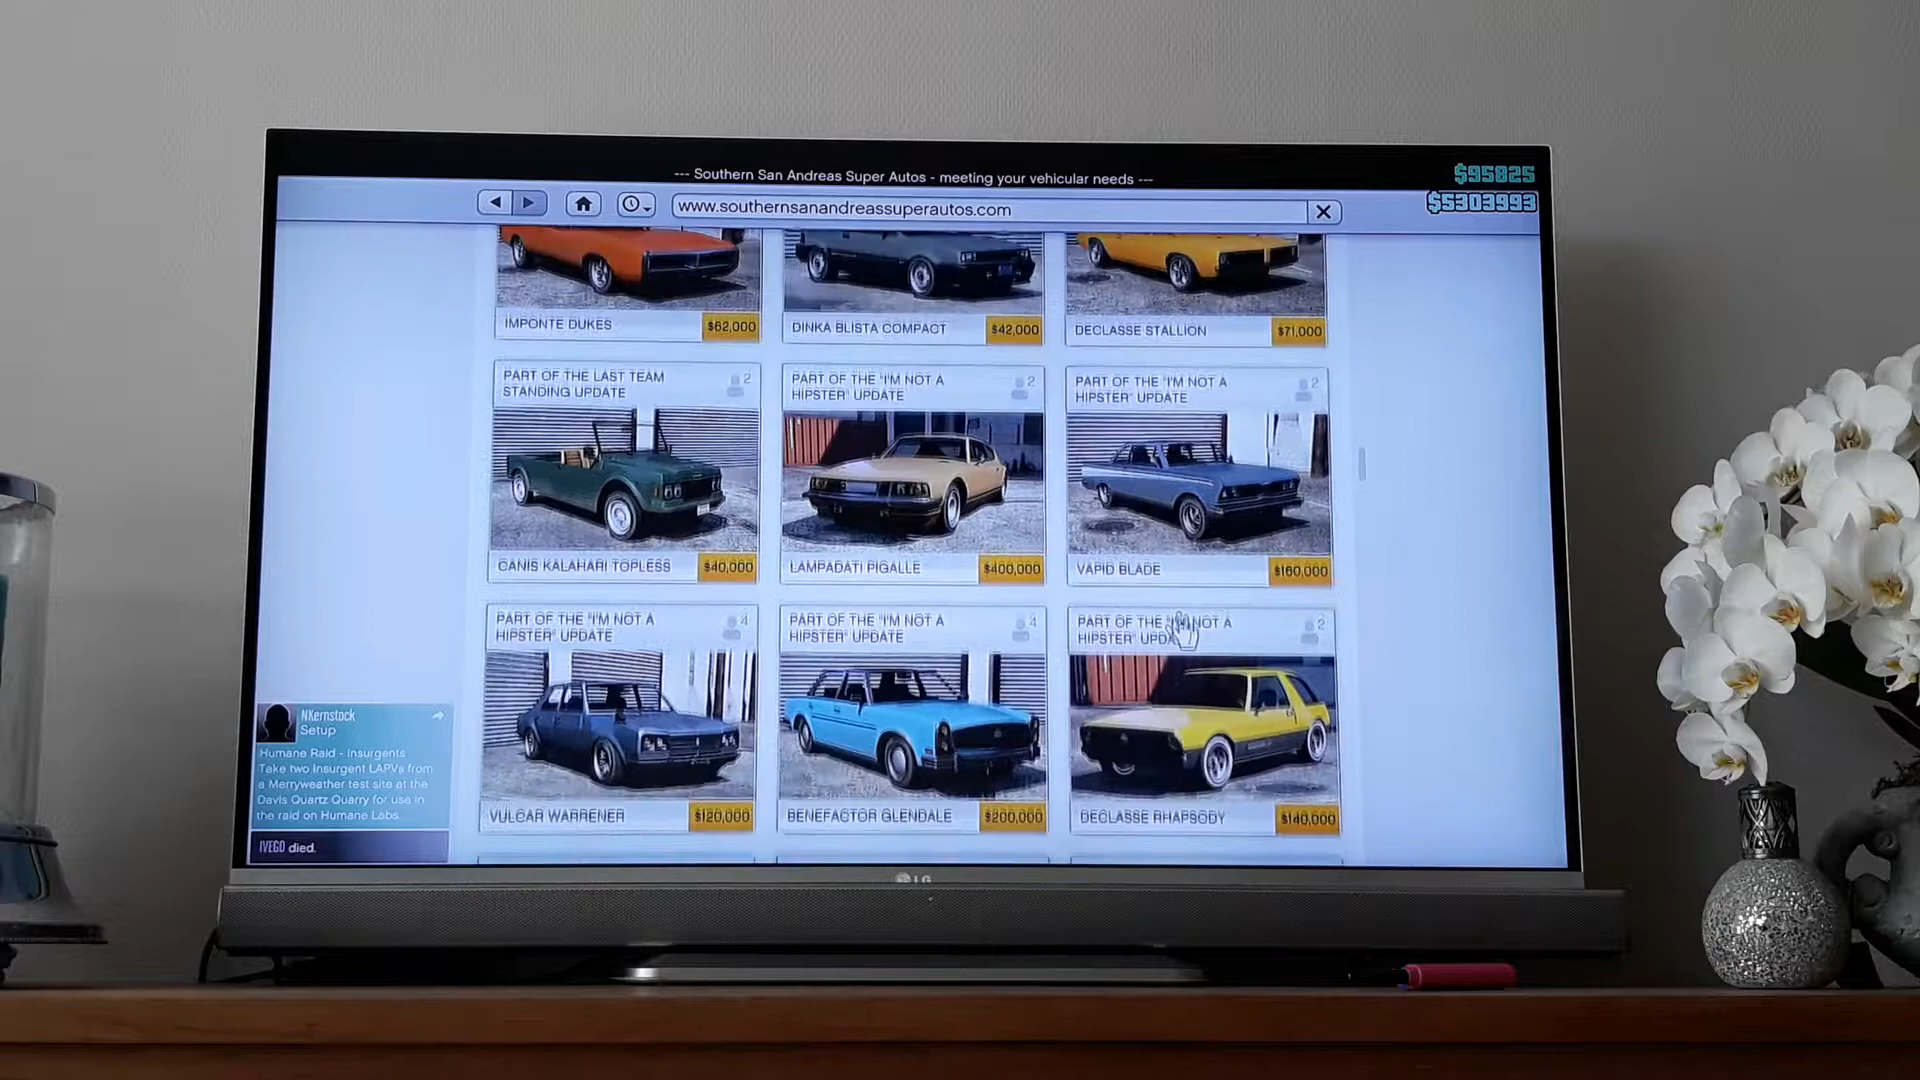 --- Southern San Andreas Super Autos - meeting your vehicular needs ---
$95825
$5303993
www.southernsanandreassuperautos.com
IMPONTE DUKES
$62,000
DINKA BLISTA COMPACT
$42,000
DECLASSE STALLION
$71,000
PART OF THE LAST TEAM
STANDING UPDATE
2
PART OF THE "I'M NOT A
HIPSTER" UPDATE
2
PART OF THE "I'M NOT A
HIPSTER" UPDATE
2
CANIS KALAHARI TOPLESS
$40,000
LAMPADATI PIGALLE
$400,000
VAPID BLADE
$160,000
PART OF THE "I'M NOT A
HIPSTER" UPDATE
4
PART OF THE "I'M NOT A
HIPSTER" UPDATE
4
PART OF THE "I'M NOT A
HIPSTER" UPDATE
2
VULCAR WARRENER
$120,000
BENEFACTOR GLENDALE
$200,000
DECLASSE RHAPSODY
$140,000
NKernstock
Setup
Humane Raid - Insurgents
Take two Insurgent LAPVs from
a Merryweather test site at the
Davis Quartz Quarry for use in
the raid on Humane Labs.
IVEGO died.
LG